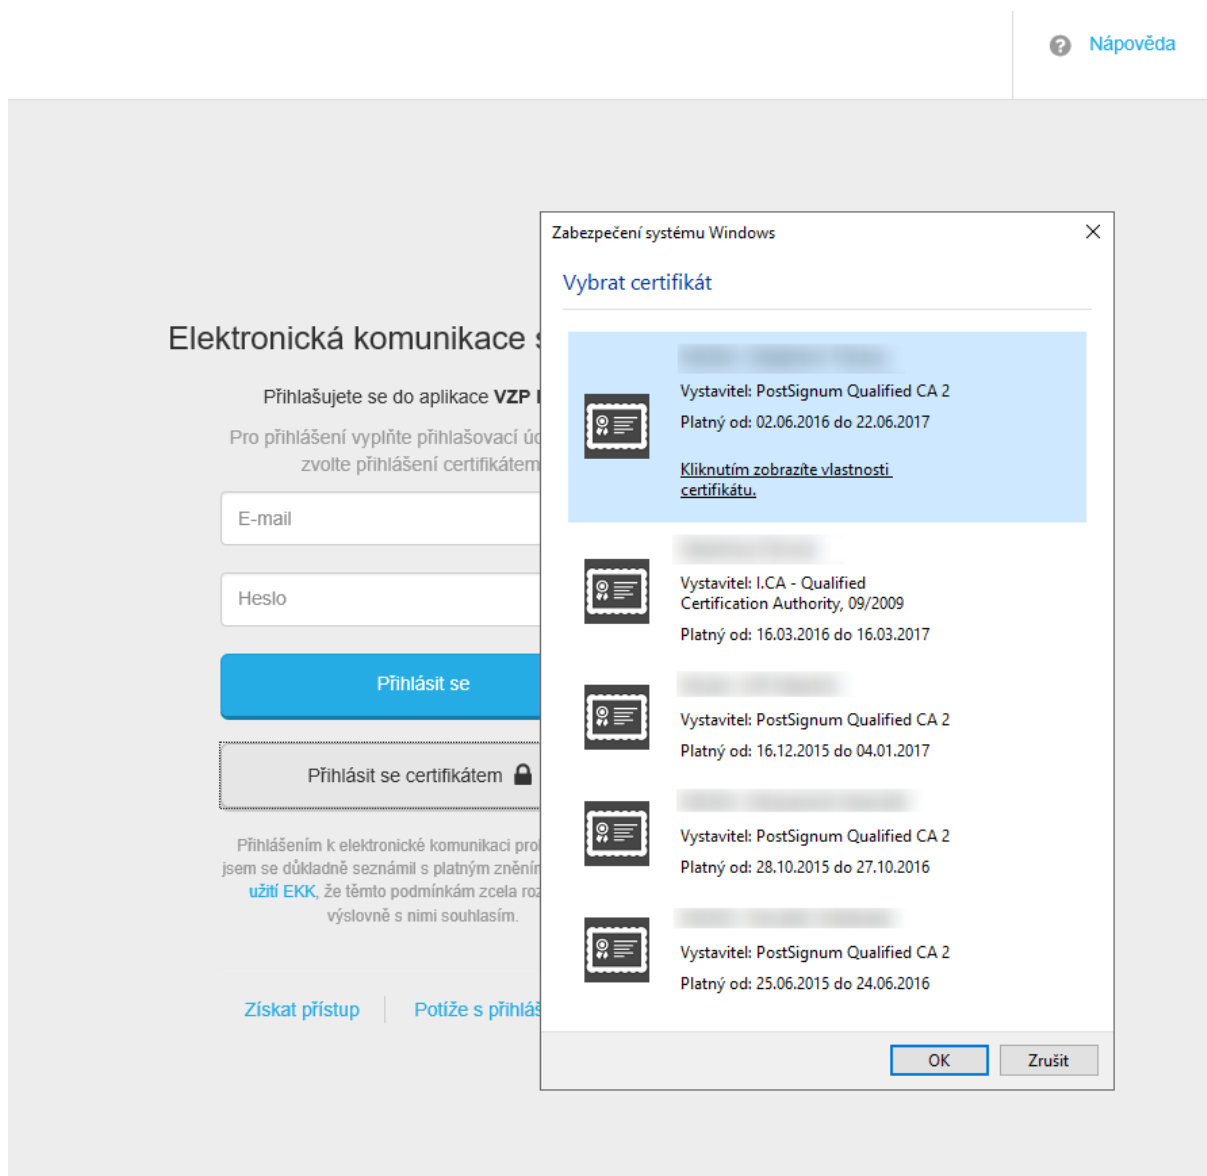 Nápověda
Elektronická komunikace
Přihlašujete se do aplikace VZP
Pro přihlášení vyplňte přihlašovací
zvolte přihlášení certifikátem
E-mail
Heslo
Přihlásit se
Přihlásit se certifikátem
Přihlášením k elektronické komunikaci
jsem se důkladně seznámil s platným
užití EKK, že těmto podmínkám zcela
výslovně s nimi souhlasím.
Získat přístup
Potíže s
Zabezpečení systému Windows
Vybrat certifikát
Vystavitel: PostSignum Qualified CA 2
Platný od: 02.06.2016 do 22.06.2017
Kliknutím zobrazíte vlastnosti
certifikátu.
Vystavitel: I.CA - Qualified
Certification Authority, 09/2009
Platný od: 16.03.2016 do 16.03.2017
Vystavitel: PostSignum Qualified CA 2
Platný od: 16.12.2015 do 04.01.2017
Vystavitel: PostSignum Qualified CA 2
Platný od: 28.10.2015 do 27.10.2016
Vystavitel: PostSignum Qualified CA 2
Platný od: 25.06.2015 do 24.06.2016
OK
Zrušit